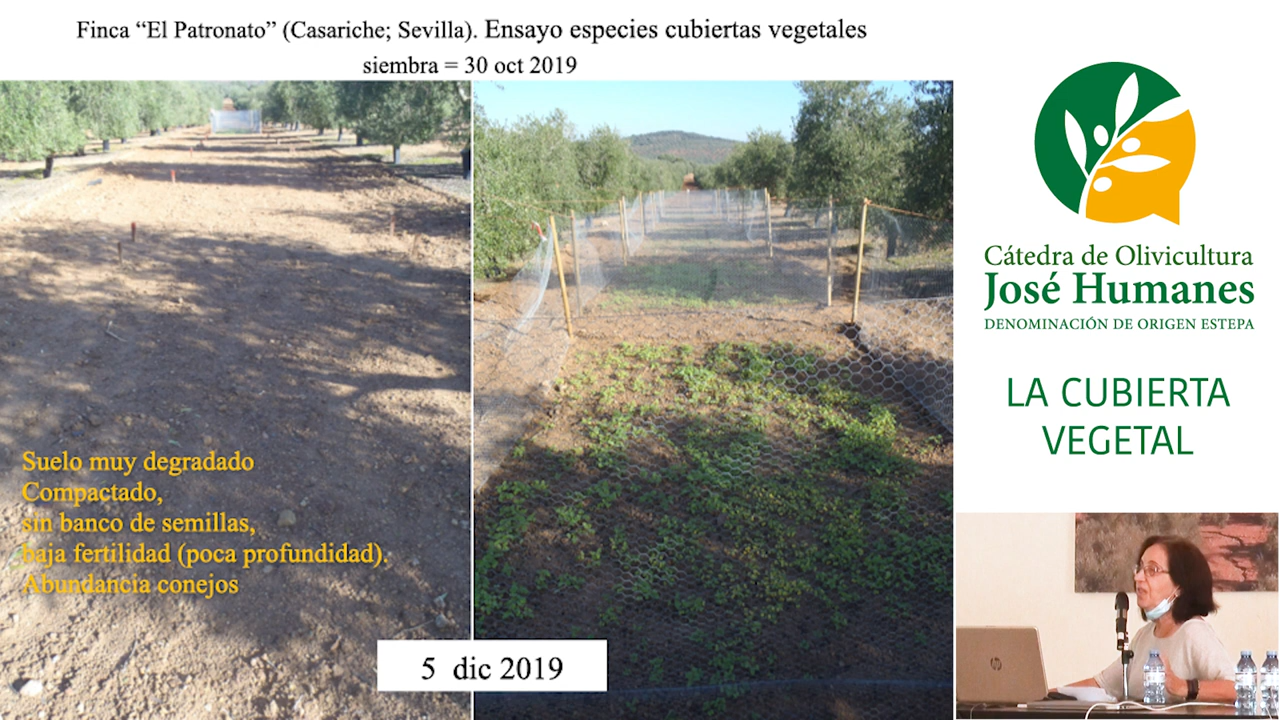 Finca “El Patronato” (Casariche; Sevilla). Ensayo especies cubiertas vegetales
siembra = 30 oct 2019
Suelo muy degradado
Compactado,
sin banco de semillas,
baja fertilidad (poca profundidad).
Abundancia conejos
5 dic 2019
Cátedra de Olivicultura
José Humanes
DENOMINACIÓN DE ORIGEN ESTEPA
LA CUBIERTA
VEGETAL
hp